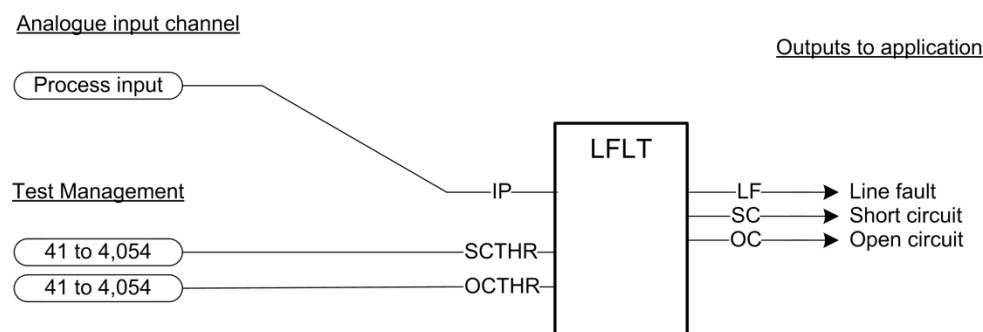 Analogue input channel
Outputs to application
Process input
LFLT
Test Management
IP
LF
Line fault
SC
Short circuit
41 to 4,054
SCTHR
OC
Open circuit
41 to 4,054
OCTHR